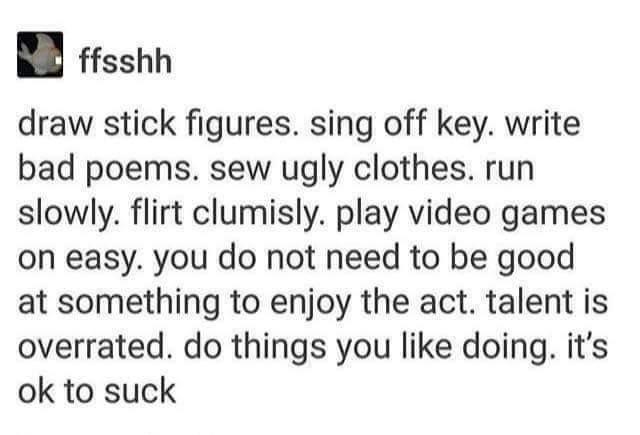 ffsshh
draw stick figures. sing off key. write
bad poems. sew ugly clothes. run
slowly. flirt clumisly. play video games
on easy. you do not need to be good
at something to enjoy the act. talent is
overrated. do things you like doing. it's
ok to suck